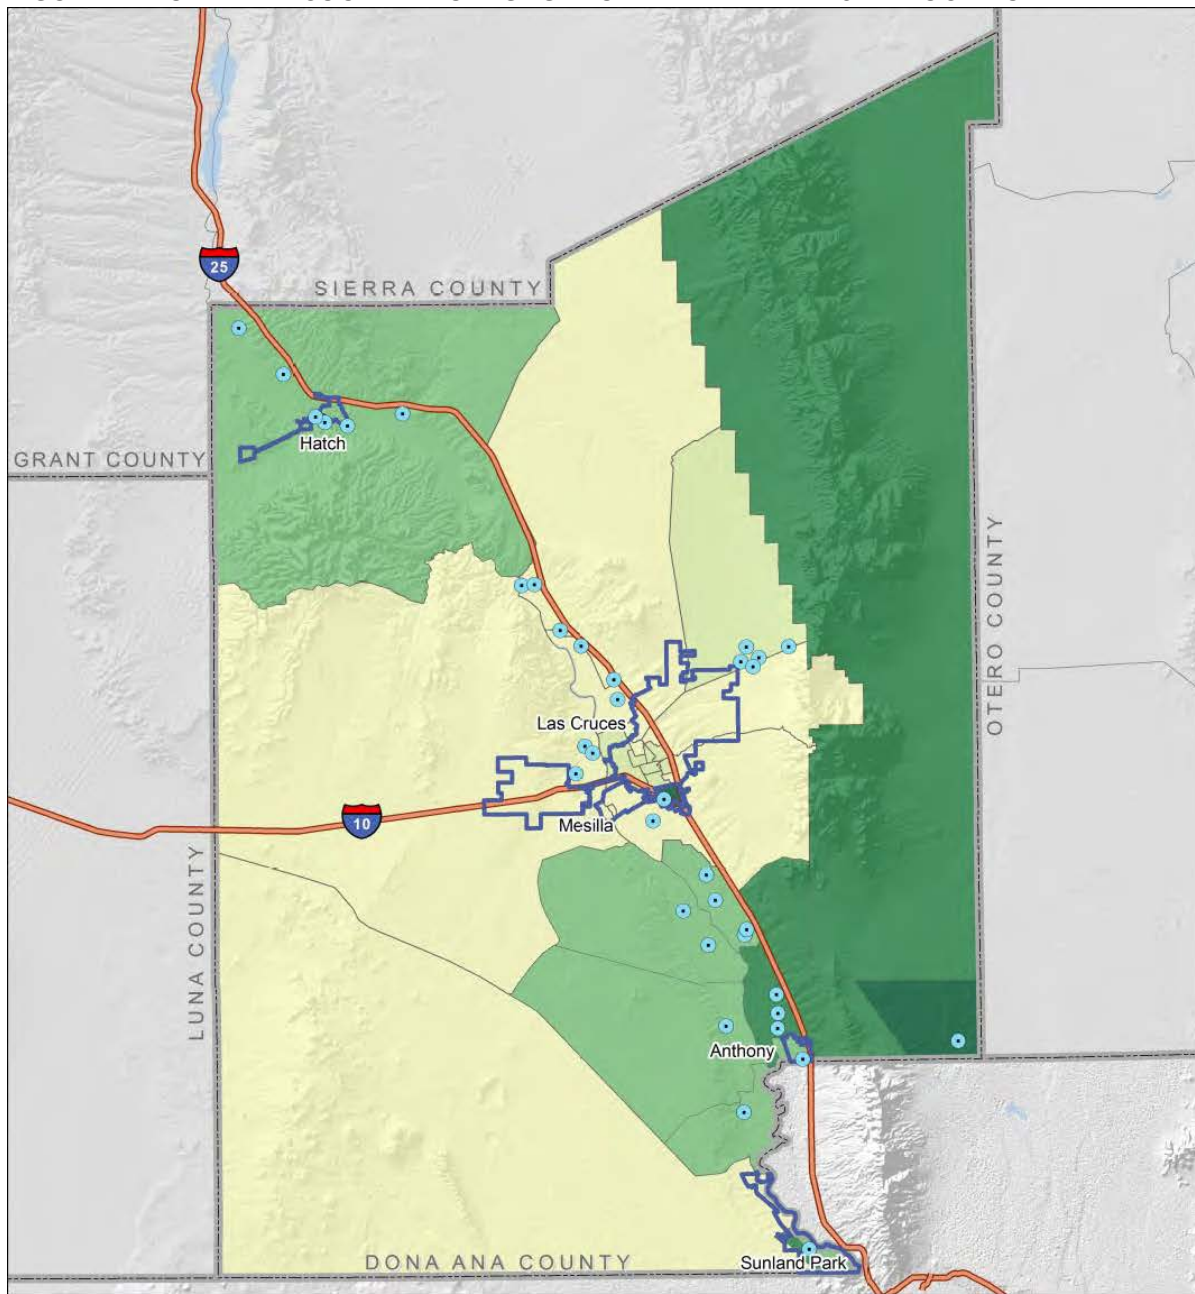 25
SIERRA COUNTY
Hatch
GRANT COUNTY
OTERO COUNTY
Las Cruces
10
Mesilla
LUNA COUNTY
Anthony
DONA ANA COUNTY
Sunland Park